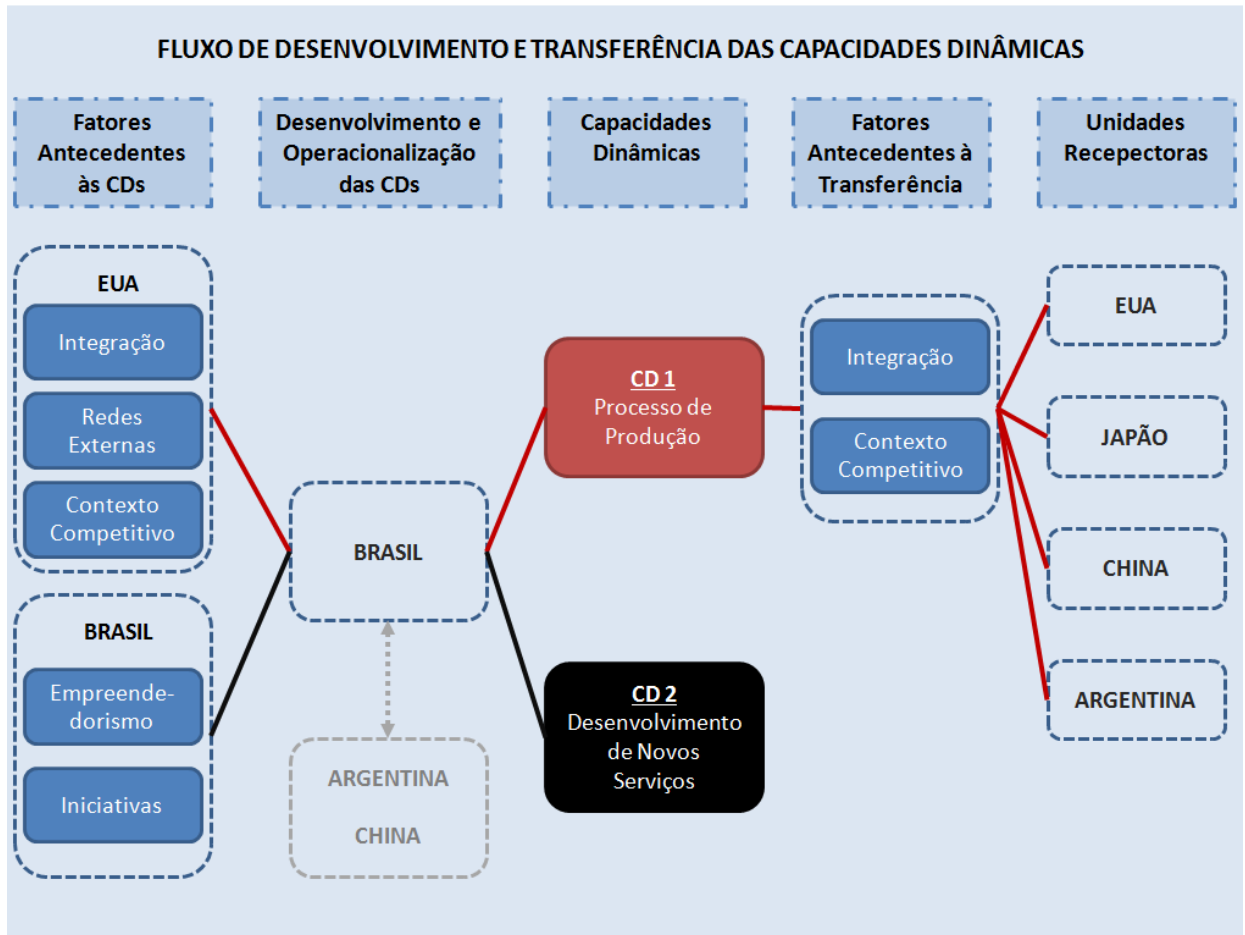 FLUXO DE DESENVOLVIMENTO E TRANSFERÊNCIA DAS CAPACIDADES DINÂMICAS
Fatores
Antecedentes
às CDs
Desenvolvimento e
Operacionalização
das CDs
Capacidades
Dinâmicas
Fatores
Antecedentes à
Transferência
Unidades
Recepectoras
EUA
Integração
Redes
Externas
Contexto
Competitivo
BRASIL
Empreende-
dorismo
Iniciativas
BRASIL
ARGENTINA
CHINA
CD 1
Processo de
Produção
CD 2
Desenvolvimento
de Novos
Serviços
Integração
Contexto
Competitivo
EUA
JAPÃO
CHINA
ARGENTINA